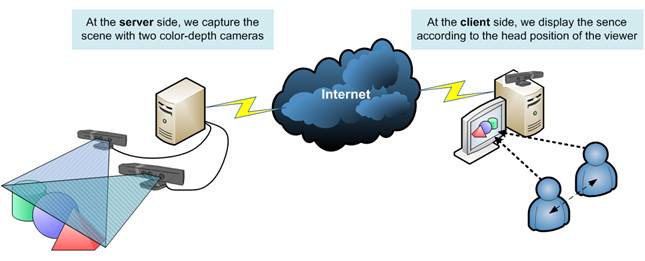 At the server side, we capture the
scene with two color-depth cameras
Internet
At the client side, we display the sence
according to the head position of the viewer